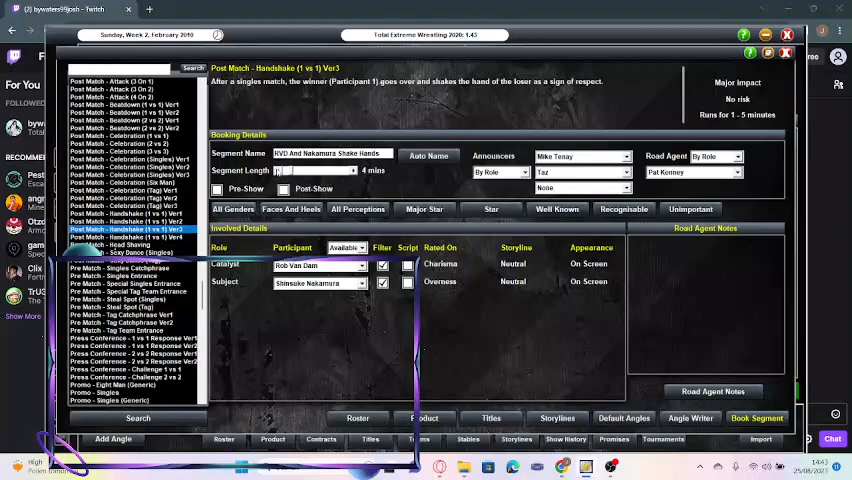 bywaters99josh - Twitch
Sunday, Week 2, February 2010
Total Extreme Wrestling 2020: 1.43
For You
Show More
Search
Post Match - Attack (3 On 1)
Post Match - Attack (3 On 2)
Post Match - Attack (4 On 2)
Post Match - Beatdown (1 vs 1) Ver1
Post Match - Beatdown (1 vs 1) Ver2
Post Match - Beatdown (1 vs 2) Ver1
Post Match - Beatdown (1 vs 2) Ver2
Post Match - Celebration (1 vs 1)
Post Match - Celebration (2 vs 2)
Post Match - Celebration (3 vs 3)
Post Match - Celebration (Singles) Ver1
Post Match - Celebration (Singles) Ver2
Post Match - Celebration (Singles) Ver3
Post Match - Celebration (Six Man)
Post Match - Celebration (Tag) Ver1
Post Match - Celebration (Tag) Ver2
Post Match - Celebration (Tag) Ver3
Post Match - Handshake (1 vs 1) Ver1
Post Match - Handshake (1 vs 1) Ver2
Post Match - Handshake (1 vs 1) Ver3
Post Match - Handshake (1 vs 1) Ver4
Post Match - Head Shaving
Post Match - Sexy Dance (Singles)
Pre Match - Singles Catchphrase
Pre Match - Singles Entrance
Pre Match - Special Singles Entrance
Pre Match - Special Tag Team Entrance
Pre Match - Steal Spot (Singles)
Pre Match - Steal Spot (Tag)
Pre Match - Tag Catchphrase Ver1
Pre Match - Tag Catchphrase Ver2
Pre Match - Tag Team Entrance
Press Conference - 1 vs 1 Response Ver1
Press Conference - 1 vs 1 Response Ver2
Press Conference - 2 vs 2 Response Ver1
Press Conference - 2 vs 2 Response Ver2
Press Conference - Challenge 1 vs 1
Press Conference - Challenge 2 vs 2
Promo - Eight Man (Generic)
Promo - Singles
Promo - Singles (Generic)
Search
Post Match - Handshake (1 vs 1) Ver3
After a singles match, the winner (Participant 1) goes over and shakes the hand of the loser as a sign of respect.
Major impact
No risk
Runs for 1 - 5 minutes
Booking Details
Segment Name RVD And Nakamura Shake Hands Auto Name Announcers Mike Tenay Road Agent By Role
Segment Length 4 mins By Role Taz Pat Kenney
Pre-Show Post-Show None
All Genders Faces And Heels All Perceptions Major Star Star Well Known Recognisable Unimportant
Involved Details Road Agent Notes
Role Participant Available Filter Script Rated On Storyline Appearance
Catalyst Rob Van Dam Charisma Neutral On Screen
Subject Shinsuke Nakamura Overness Neutral On Screen
Road Agent Notes
Roster Product Titles Storylines Default Angles Angle Writer Book Segment
Add Angle Roster Product Contracts Titles Stables Storylines Show History Promises Tournaments Import
Chat
High
Pollen tomorrow
14:43
25/08/2023